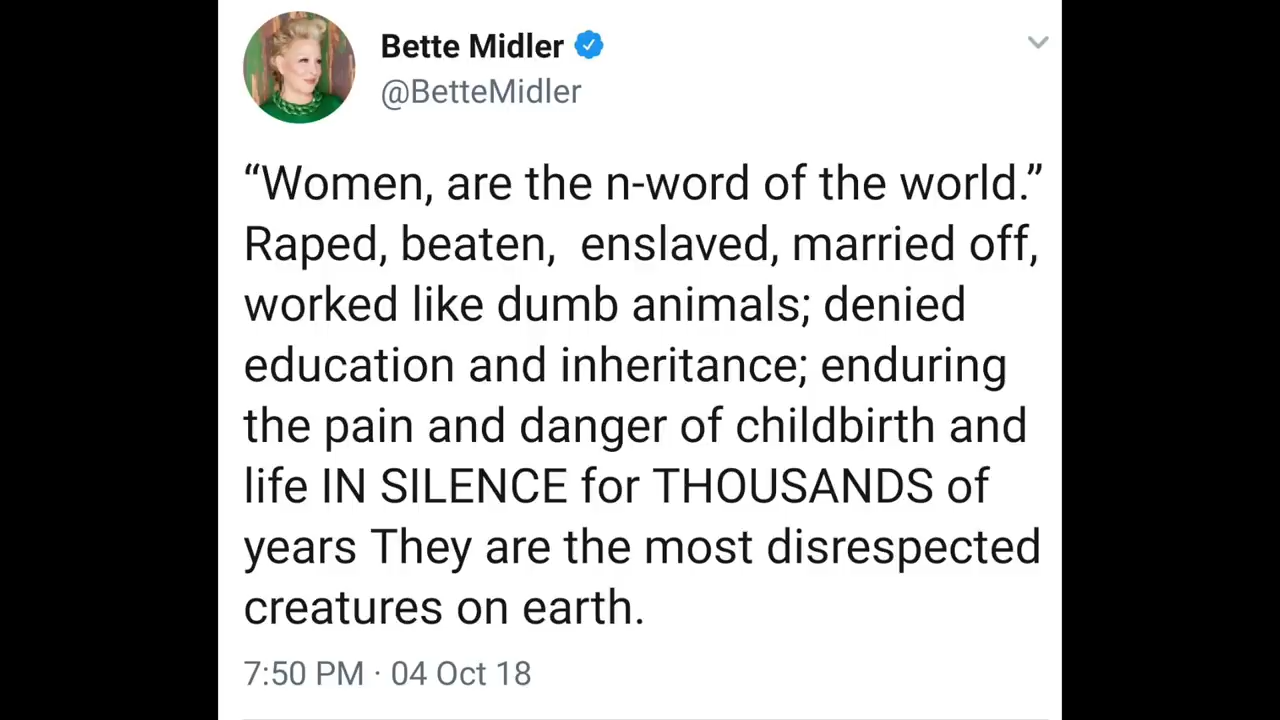 Bette Midler
@BetteMidler
“Women, are the n-word of the world.”
Raped, beaten,  enslaved, married off,
worked like dumb animals; denied
education and inheritance; enduring
the pain and danger of childbirth and
life IN SILENCE for THOUSANDS of
years They are the most disrespected
creatures on earth.
7:50 PM · 04 Oct 18